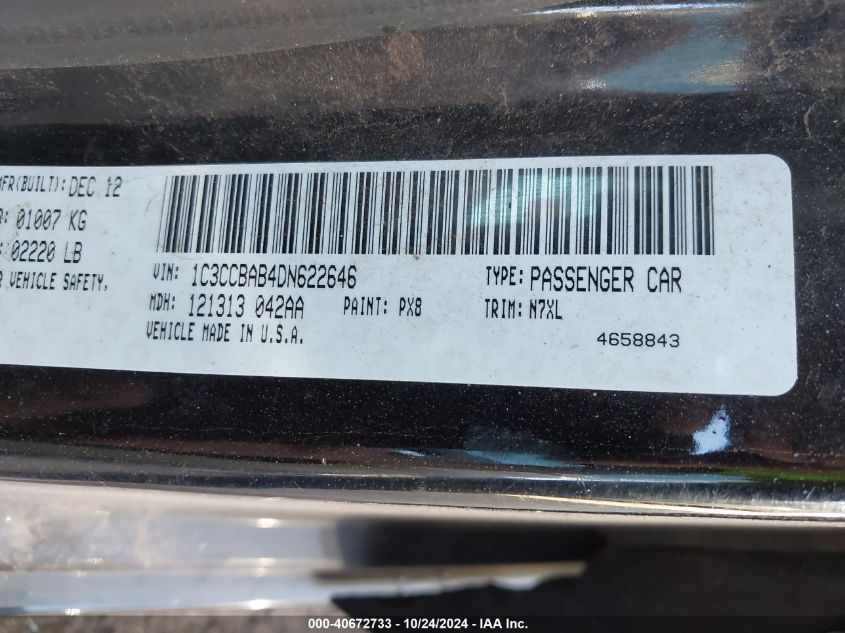 MFR(BUILT): DEC 12
R: 01007 KG
: 02220 LB
R VEHICLE SAFETY,
VIN: 1C3CCBAB4DN622646
TYPE: PASSENGER CAR
MDH: 121313 042AA PAINT: PX8 TRIM: N7XL
VEHICLE MADE IN U.S.A.
4658843
000-40672733 - 10/24/2024 - IAA Inc.